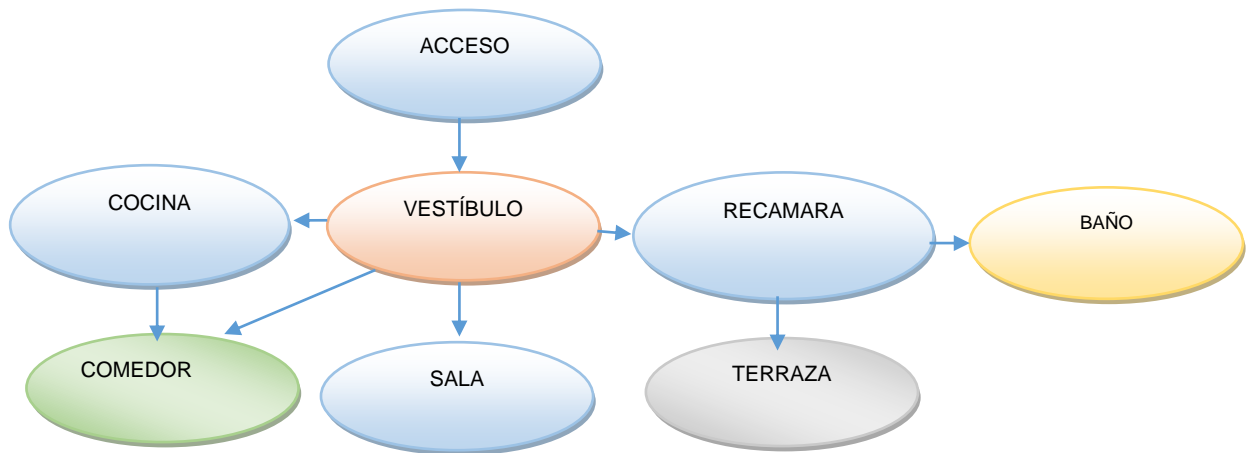 ACCESO
COCINA
VESTÍBULO
RECAMARA
BAÑO
COMEDOR
SALA
TERRAZA